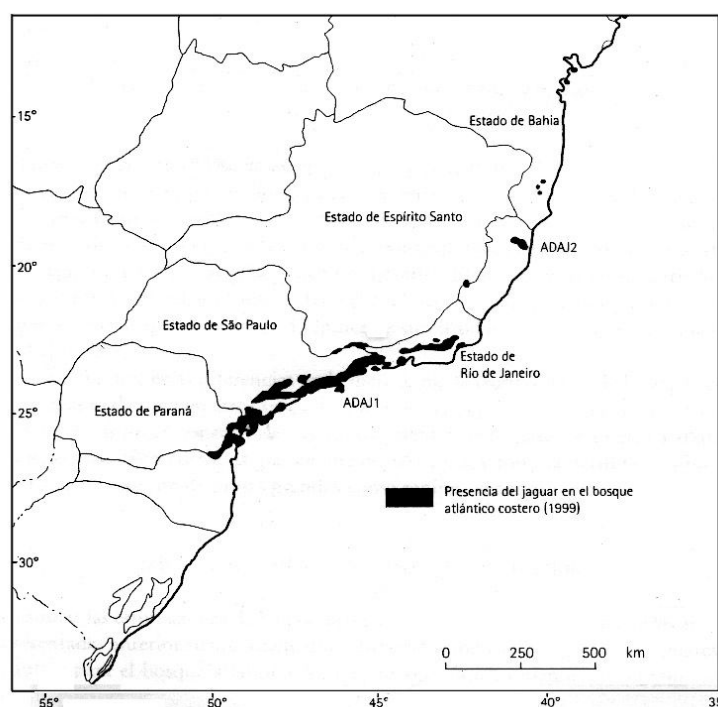 15°
Estado de Bahia
Estado de Espírito Santo
ADAJ2
20°
Estado de São Paulo
Estado de
Río de Janeiro
Estado de Paraná
ADAJ1
25°
Presencia del jaguar en el bosque
atlántico costero (1999)
30°
0 250 500 km
55° 50° 45° 40° 35